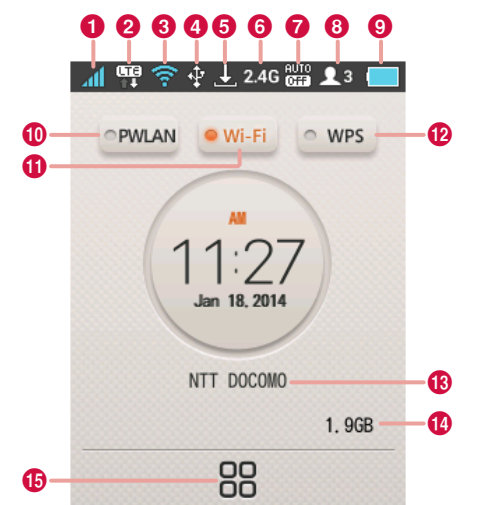 1 2 3 4 5 6 7 8 9
LTE 2.4G AUTO OFF 3
10 PWLAN Wi-Fi WPS 12
11
AM
11:27
Jan 18, 2014
NTT DOCOMO 13
1.9GB 14
15